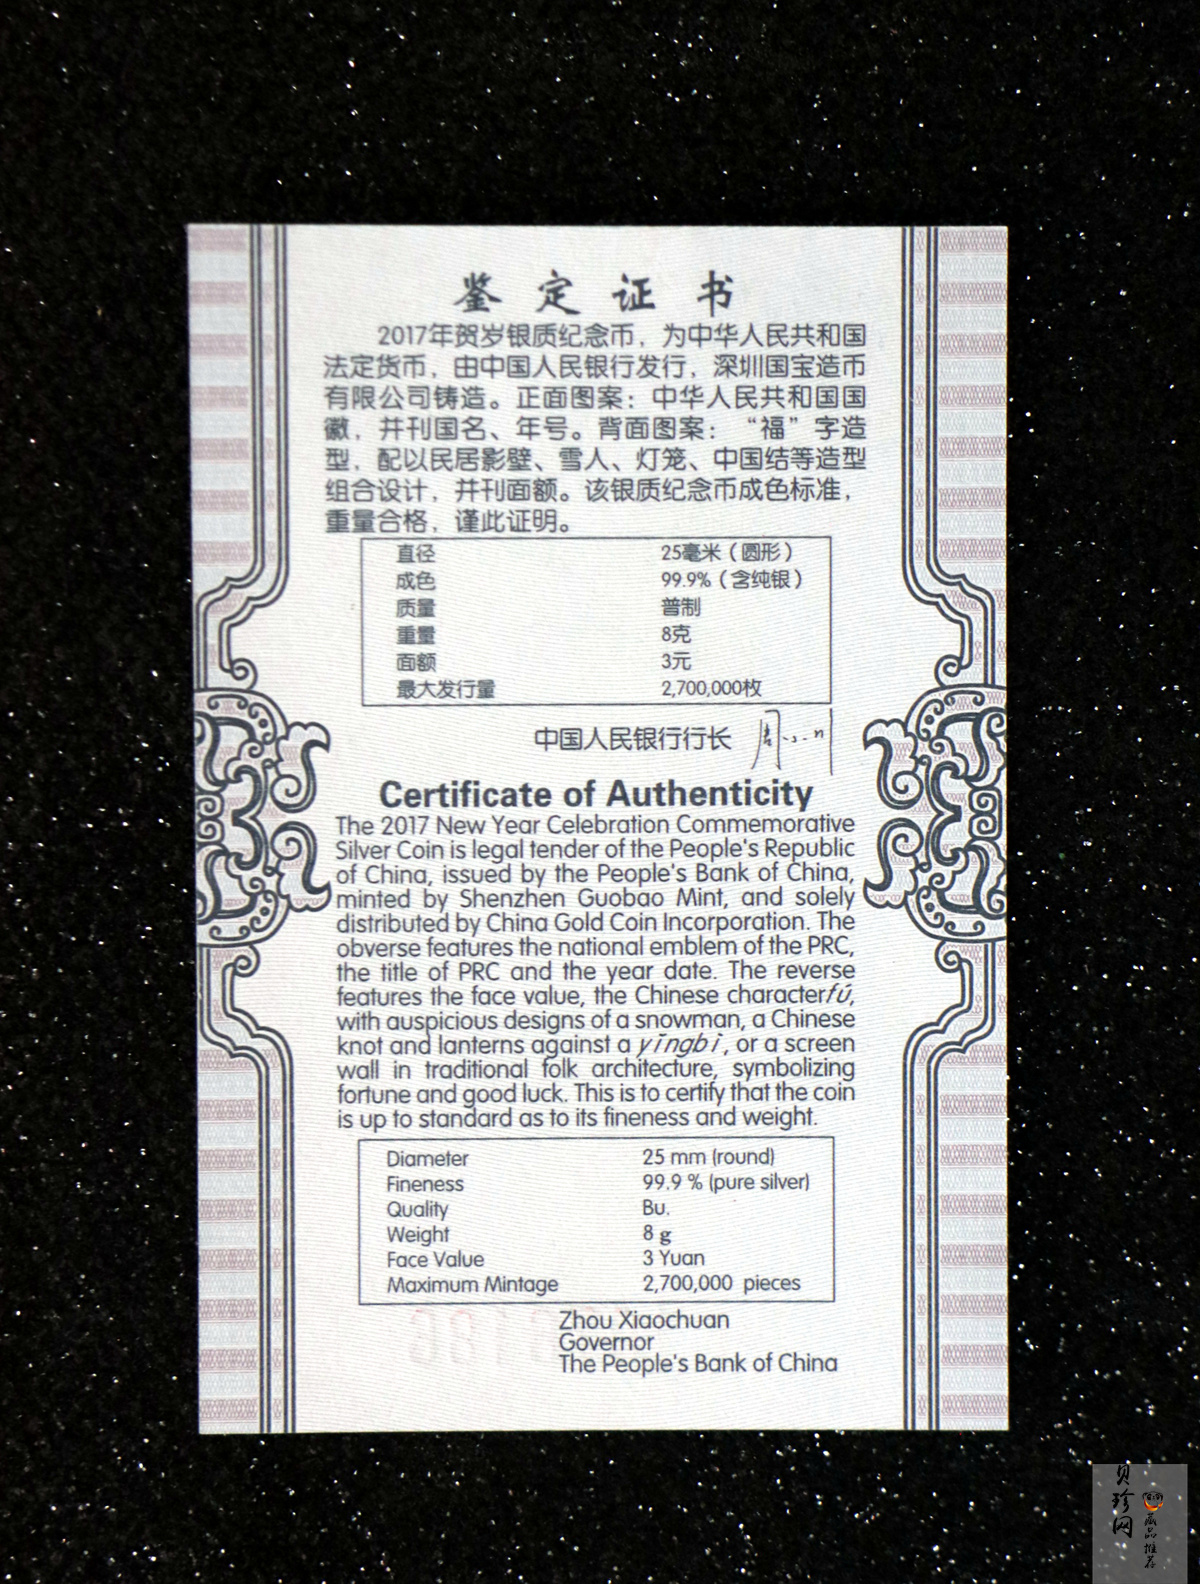 鉴定证书
2017年贺岁银质纪念币，为中华人民共和国
法定货币，由中国人民银行发行，深圳国宝造币
有限公司铸造。正面图案：中华人民共和国国
徽，并刊国名、年号。背面图案：“福”字造
型，配以民居影壁、雪人、灯笼、中国结等造型
组合设计，并刊面额。该银质纪念币成色标准，
重量合格，谨此证明。
直径 25毫米（圆形）
成色 99.9%（含纯银）
质量 普制
重量 8克
面额 3元
最大发行量 2,700,000枚
中国人民银行行长
Certificate of Authenticity
The 2017 New Year Celebration Commemorative
Silver Coin is legal tender of the People's Republic
of China, issued by the People's Bank of China,
minted by Shenzhen Guobao Mint, and solely
distributed by China Gold Coin Incorporation. The
obverse features the national emblem of the PRC,
the title of PRC and the year date. The reverse
features the face value, the Chinese character fú,
with auspicious designs of a snowman, a Chinese
knot and lanterns against a yǐngbì, or a screen
wall in traditional folk architecture, symbolizing
fortune and good luck. This is to certify that the coin
is up to standard as to its fineness and weight.
Diameter 25 mm (round)
Fineness 99.9 % (pure silver)
Quality Bu.
Weight 8 g
Face Value 3 Yuan
Maximum Mintage 2,700,000 pieces
Zhou Xiaochuan
Governor
The People's Bank of China
贝珍网
藏品推荐